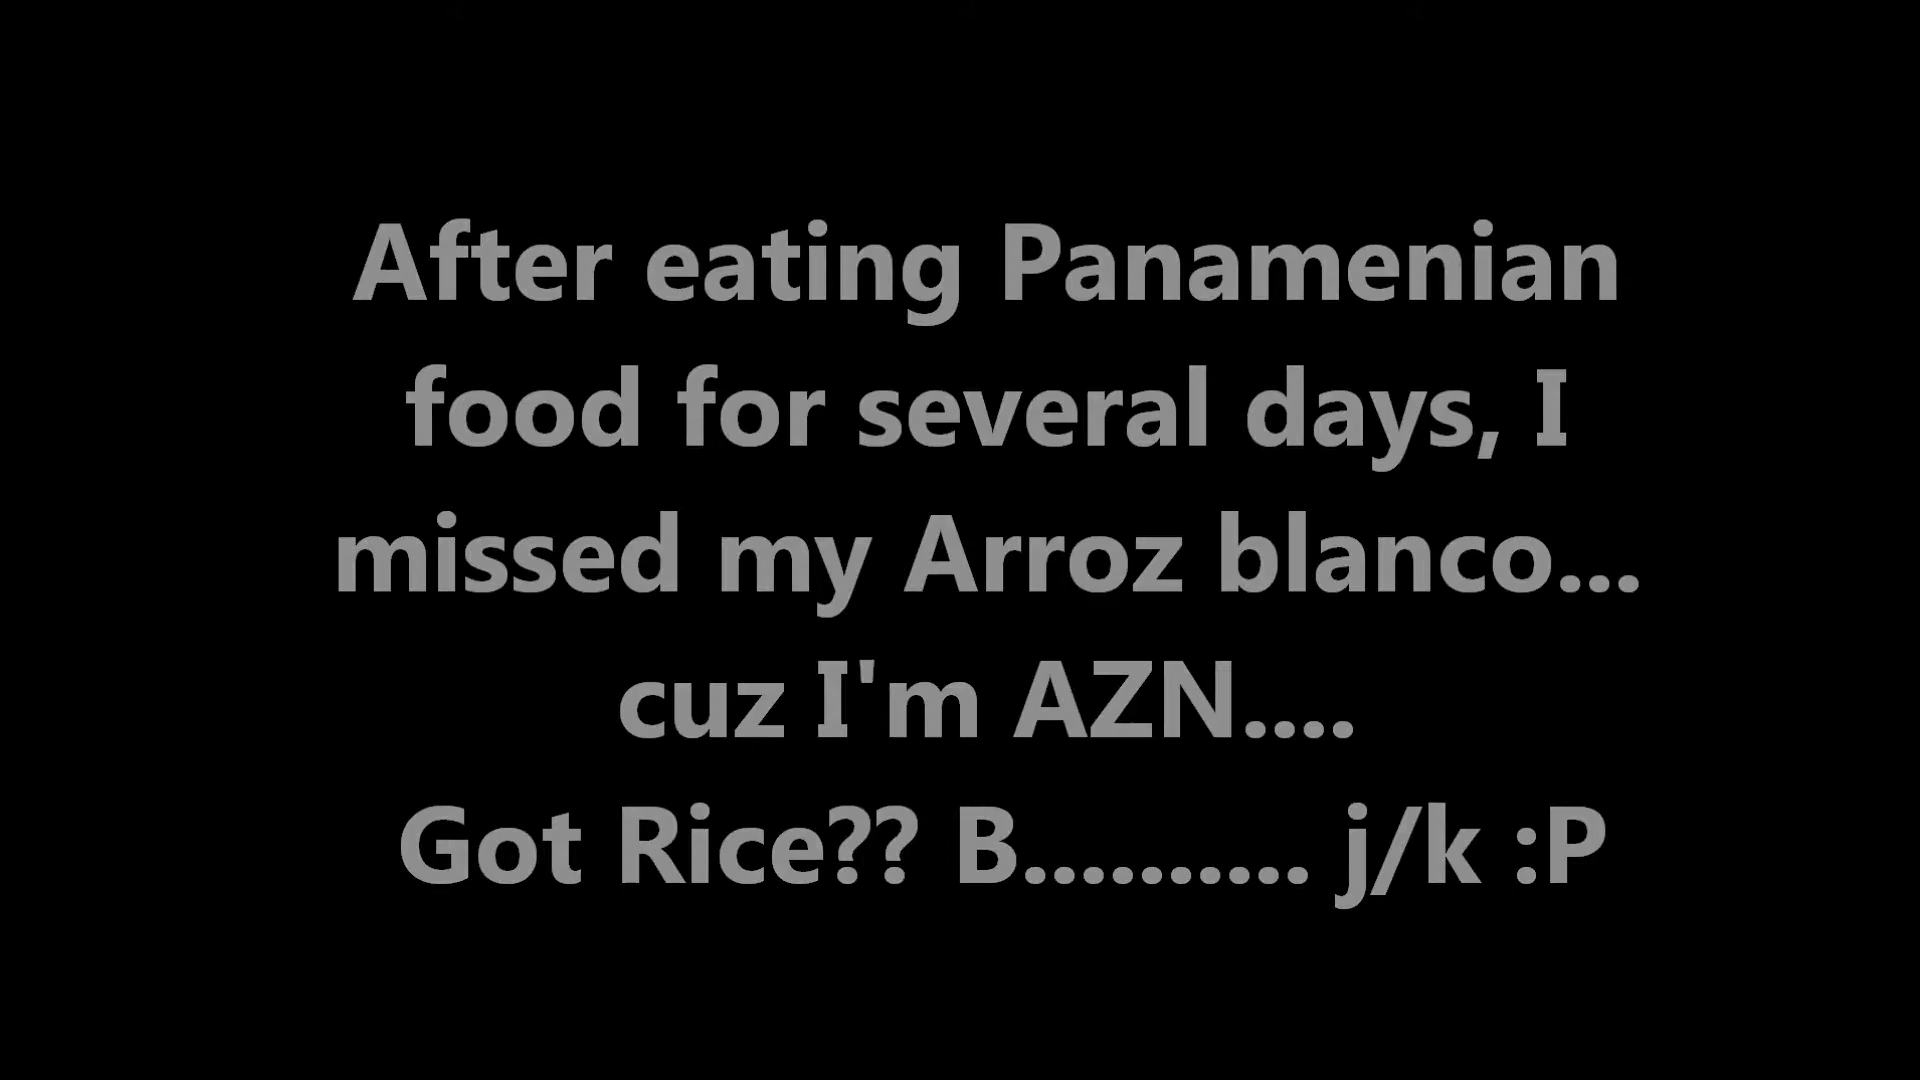 After eating Panamenian
food for several days, I
missed my Arroz blanco...
cuz I'm AZN....
Got Rice?? B.......... j/k :P